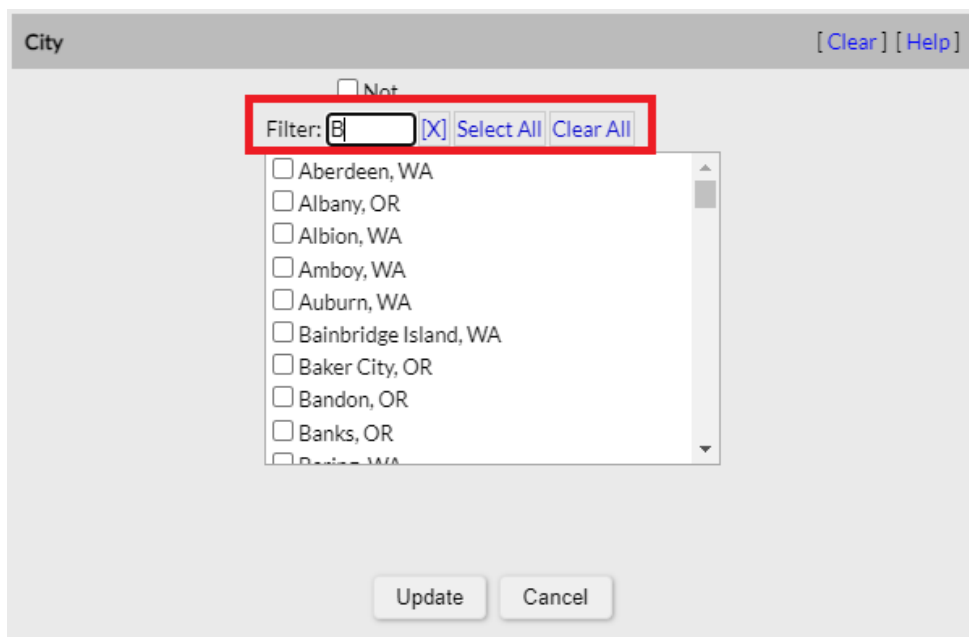 City [ Clear ] [ Help ]
Not
Filter: B [X] Select All Clear All
Aberdeen, WA
Albany, OR
Albion, WA
Amboy, WA
Auburn, WA
Bainbridge Island, WA
Baker City, OR
Bandon, OR
Banks, OR
Update Cancel